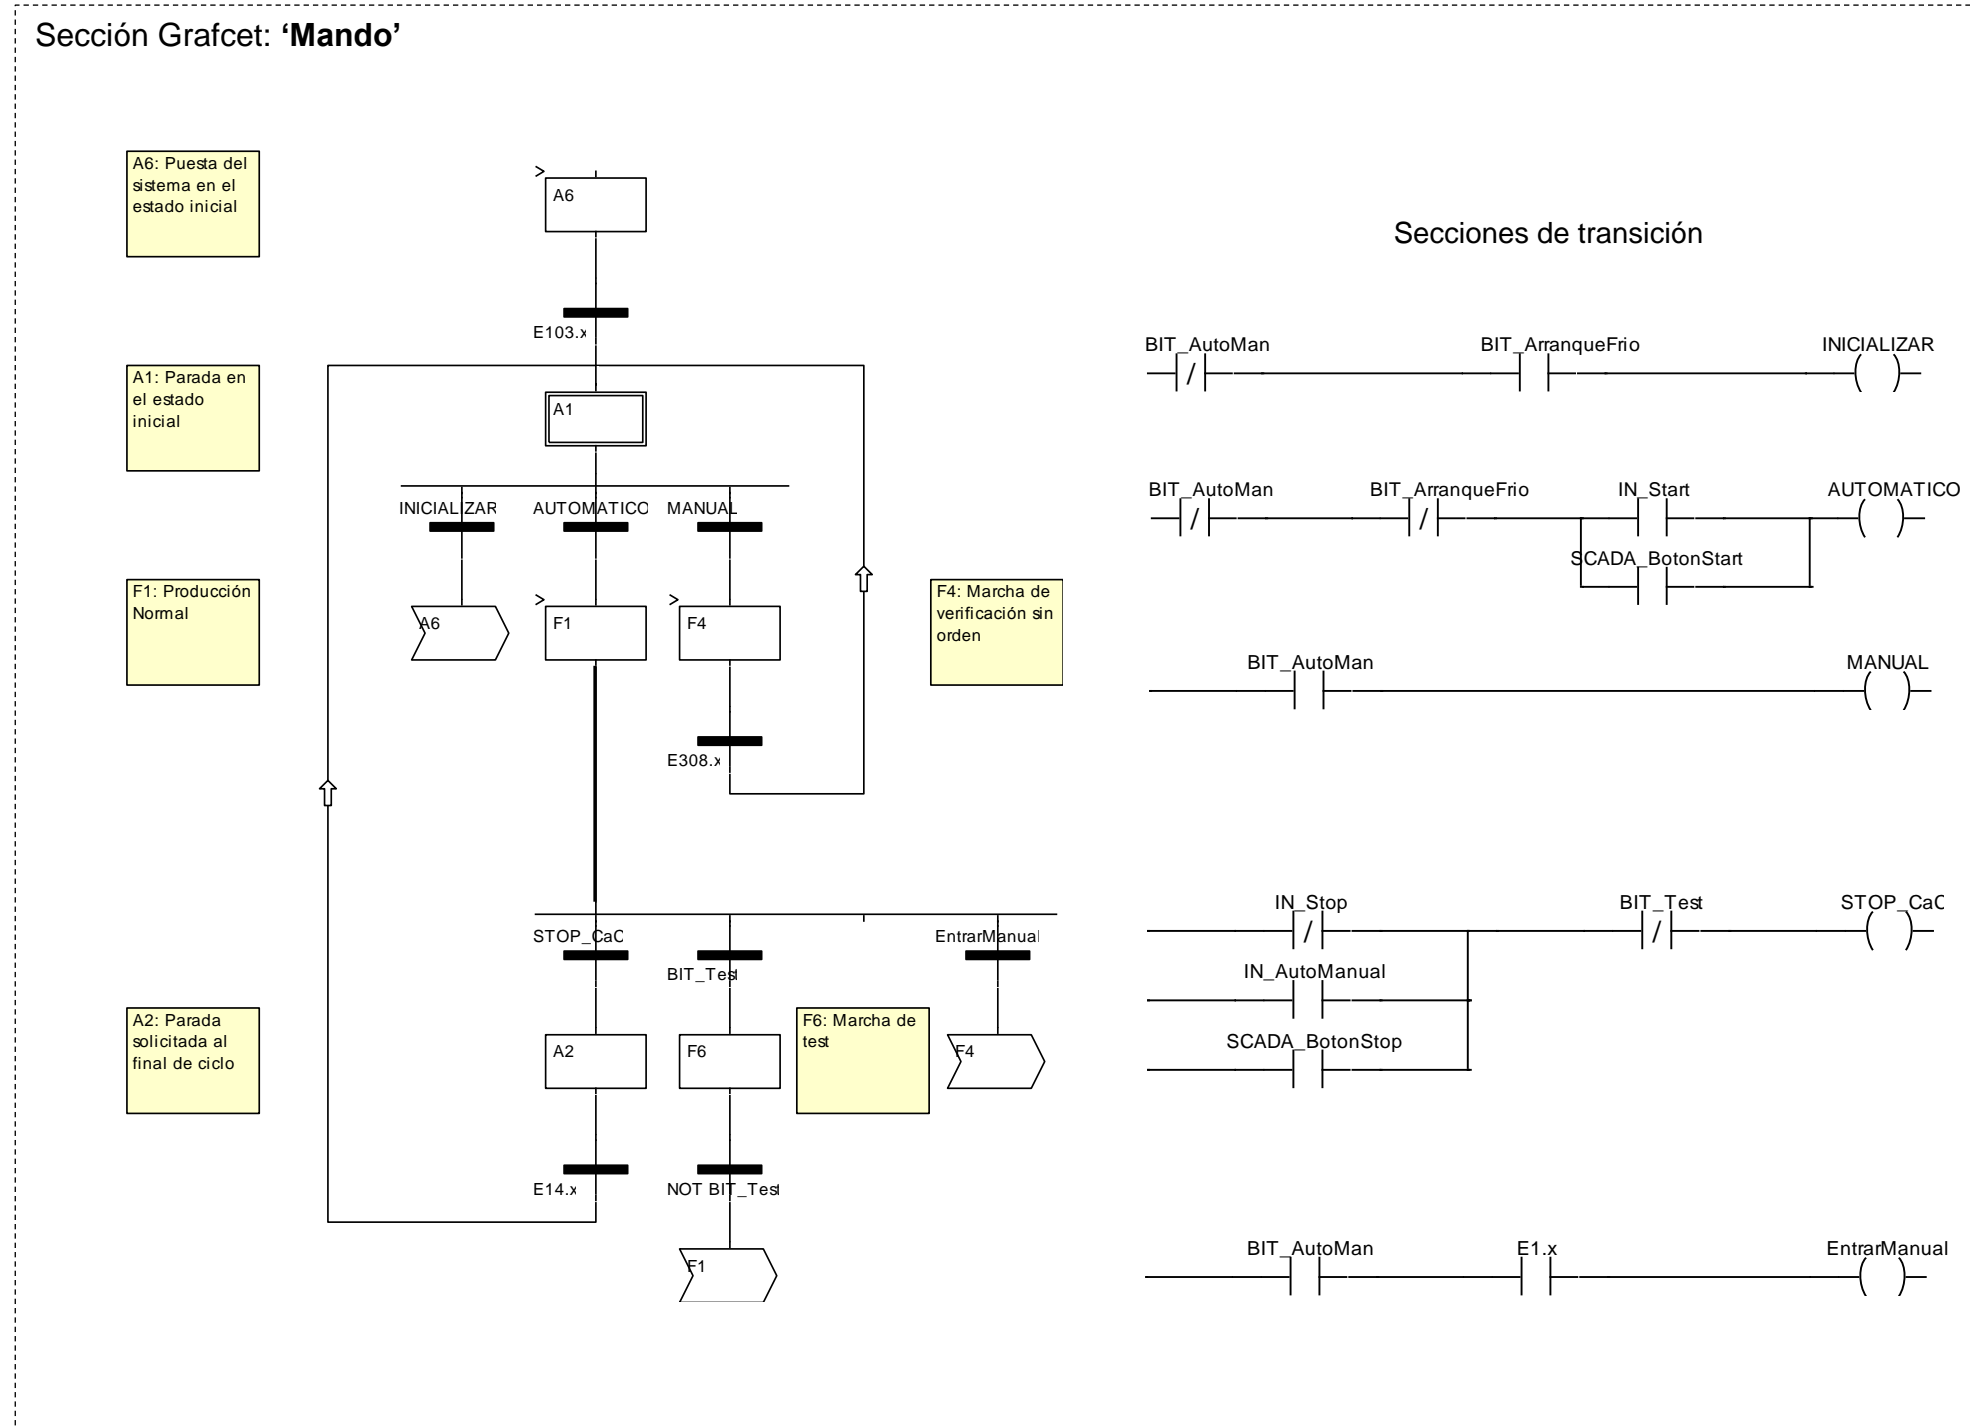 Sección Grafcet: ‘Mando’
A6: Puesta del
sistema en el
estado inicial
>
A6
E103.x
A1: Parada en
el estado
inicial
A1
INICIALIZAR
AUTOMATICO
MANUAL
F1: Producción
Normal
A6
>
F1
>
F4
F4: Marcha de
verificación sin
orden
E308.x
STOP_CaC
BIT_Test
EntrarManual
A2: Parada
solicitada al
final de ciclo
A2
F6
F6: Marcha de
test
F4
E14.x
NOT BIT_Test
F1
Secciones de transición
BIT_AutoMan
BIT_ArranqueFrio
INICIALIZAR
/
BIT_AutoMan
BIT_ArranqueFrio
IN_Start
AUTOMATICO
/
/
SCADA_BotonStart
BIT_AutoMan
MANUAL
IN_Stop
BIT_Test
STOP_CaC
/
/
IN_AutoManual
SCADA_BotonStop
BIT_AutoMan
E1.x
EntrarManual